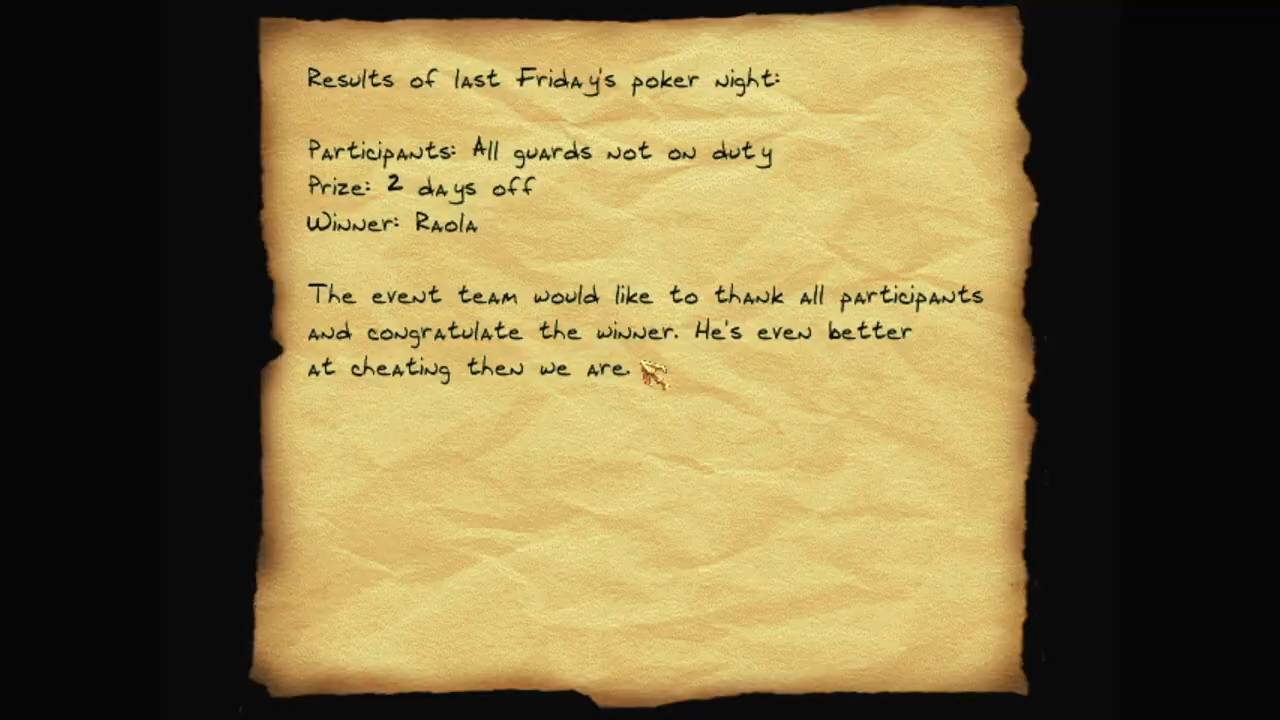 Results of last Friday's poker night:
Participants: All guards not on duty
Prize: 2 days off
Winner: Raola
The event team would like to thank all participants
and congratulate the winner. He's even better
at cheating then we are.